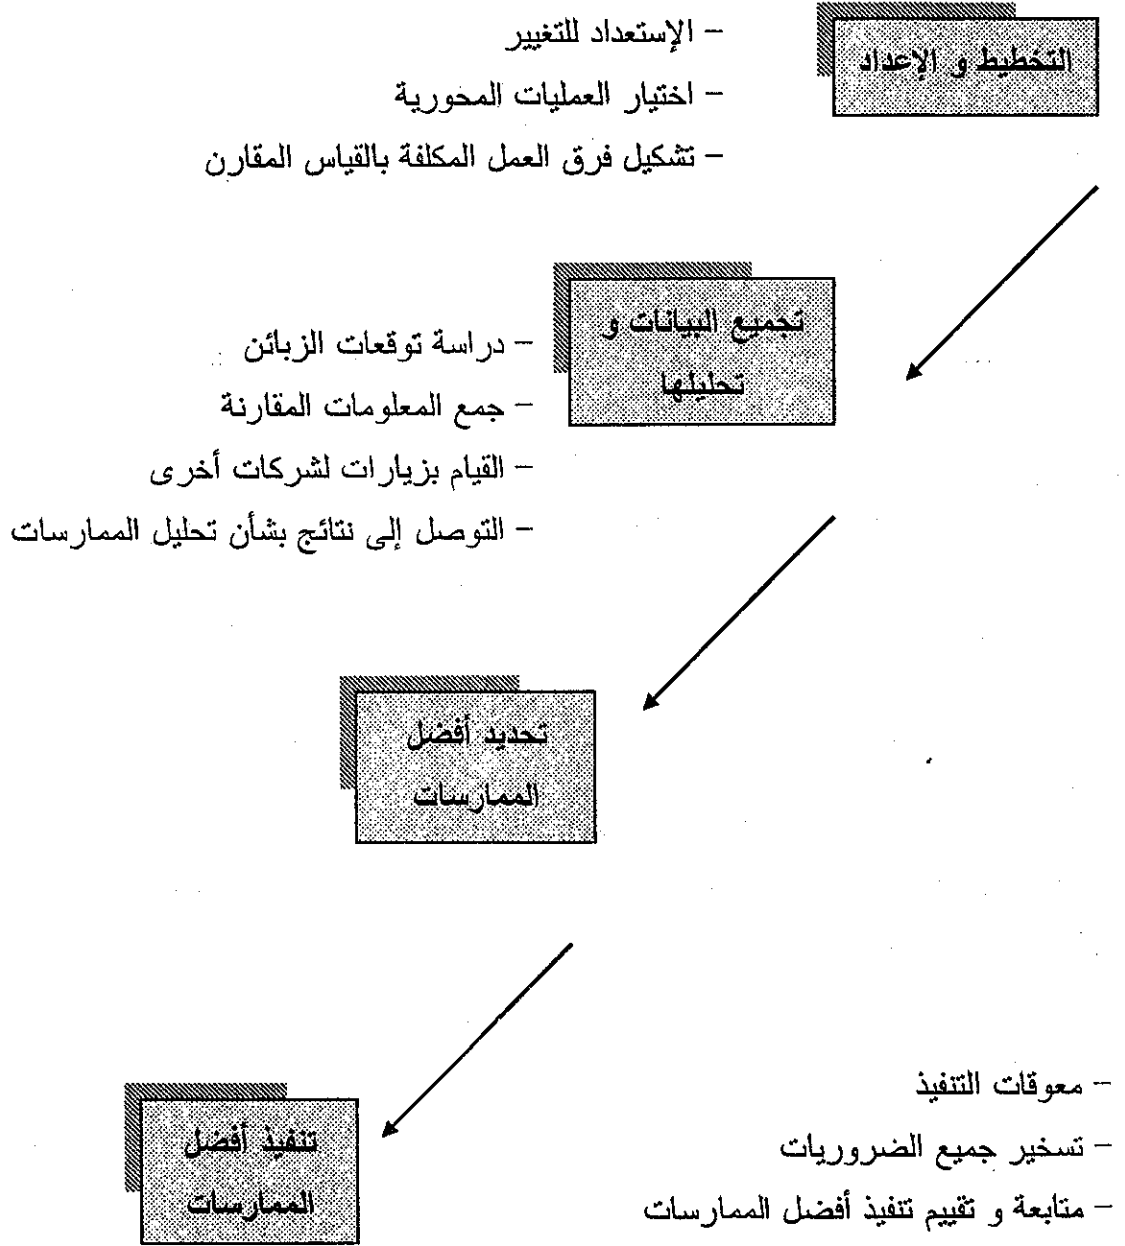 التخطيط و الإعداد
– الإستعداد للتغيير
– اختيار العمليات المحورية
– تشكيل فرق العمل المكلفة بالقياس المقارن
تجميع البيانات و
تحليلها
– دراسة توقعات الزبائن
– جمع المعلومات المقارنة
– القيام بزيارات لشركات أخرى
– التوصل إلى نتائج بشأن تحليل الممارسات
تحديد أفضل
الممارسات
تنفيذ أفضل
الممارسات
– معوقات التنفيذ
– تسخير جميع الضروريات
– متابعة و تقييم تنفيذ أفضل الممارسات